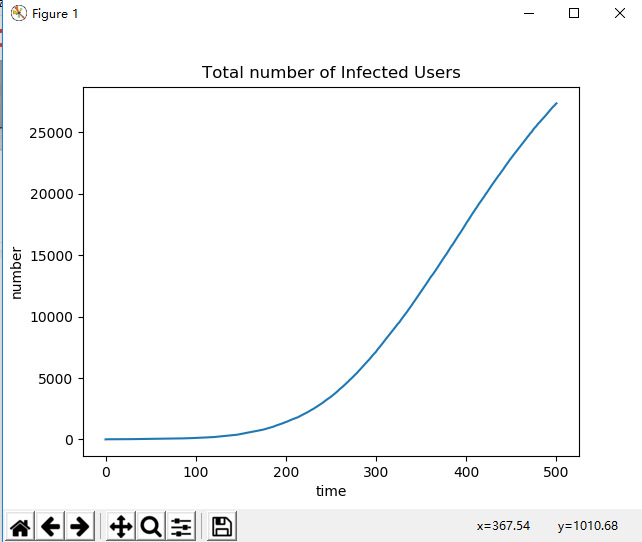 Figure 1
Total number of Infected Users
25000
20000
15000
10000
5000
0
number
0 100 200 300 400 500
time
x=367.54 y=1010.68